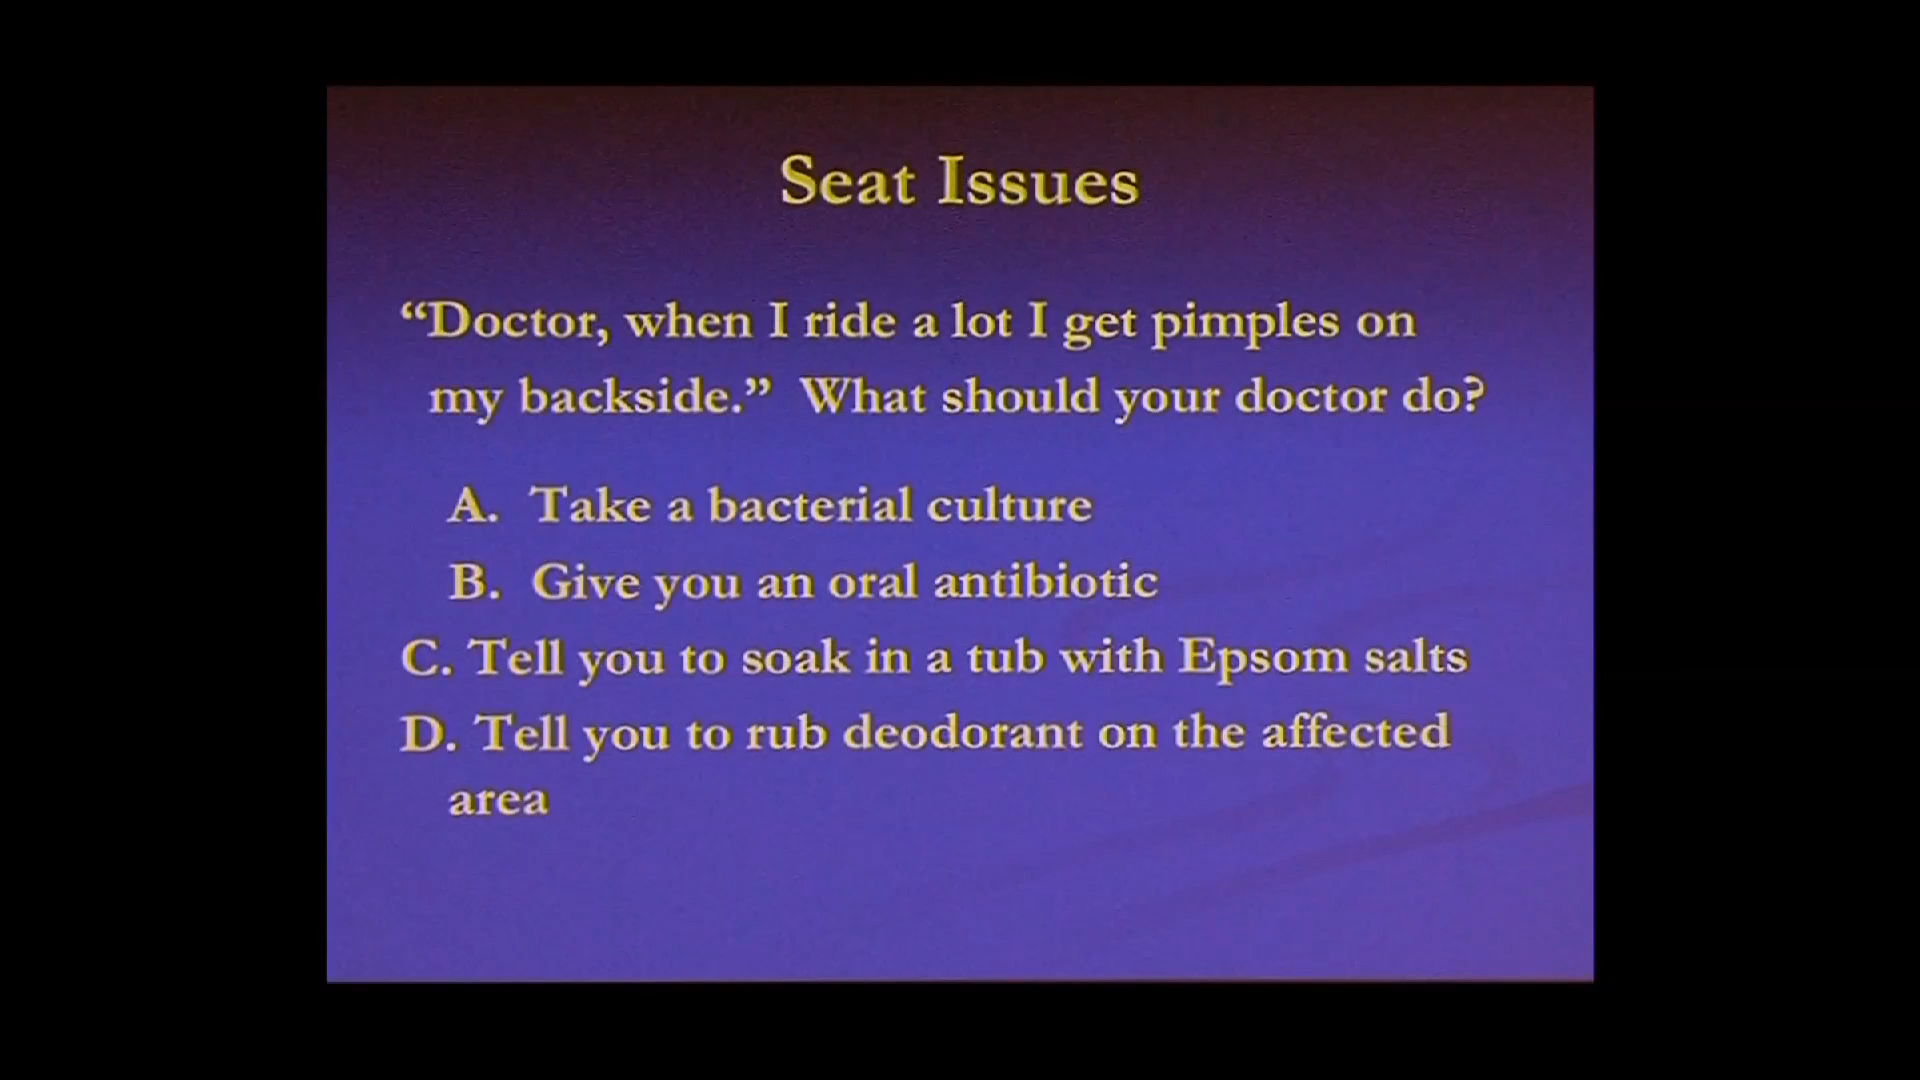 Seat Issues
“Doctor, when I ride a lot I get pimples on
my backside.” What should your doctor do?
A. Take a bacterial culture
B. Give you an oral antibiotic
C. Tell you to soak in a tub with Epsom salts
D. Tell you to rub deodorant on the affected
area